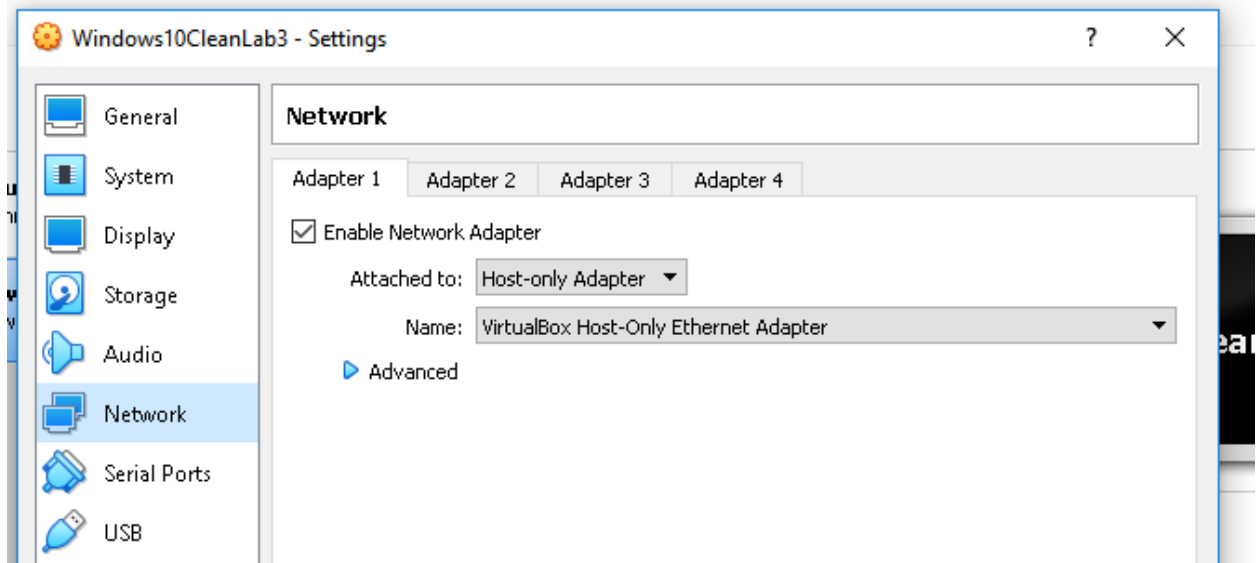 Windows10CleanLab3 - Settings
?
General
System
Display
Storage
Audio
Network
Serial Ports
USB
Network
Adapter 1
Adapter 2
Adapter 3
Adapter 4
Enable Network Adapter
Attached to: Host-only Adapter
Name: VirtualBox Host-Only Ethernet Adapter
Advanced